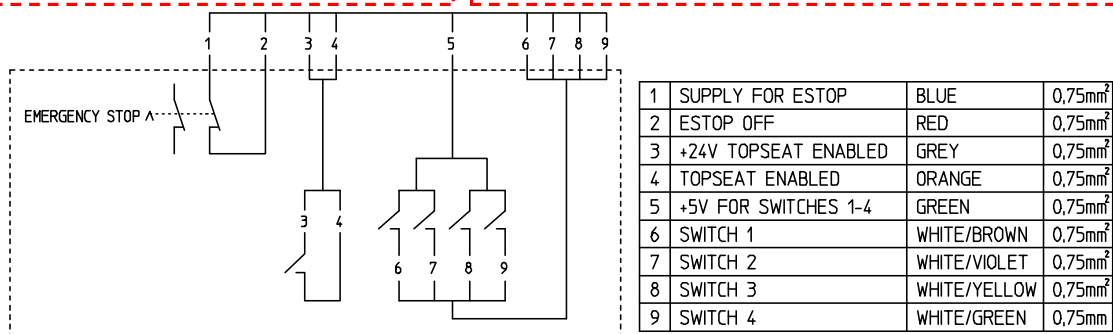 1 2 3 4 5 6 7 8 9
EMERGENCY STOP
3 4
6 7 8 9
1 SUPPLY FOR ESTOP BLUE 0,75mm²
2 ESTOP OFF RED 0,75mm²
3 +24V TOPSEAT ENABLED GREY 0,75mm²
4 TOPSEAT ENABLED ORANGE 0,75mm²
5 +5V FOR SWITCHES 1-4 GREEN 0,75mm²
6 SWITCH 1 WHITE/BROWN 0,75mm²
7 SWITCH 2 WHITE/VIOLET 0,75mm²
8 SWITCH 3 WHITE/YELLOW 0,75mm²
9 SWITCH 4 WHITE/GREEN 0,75mm